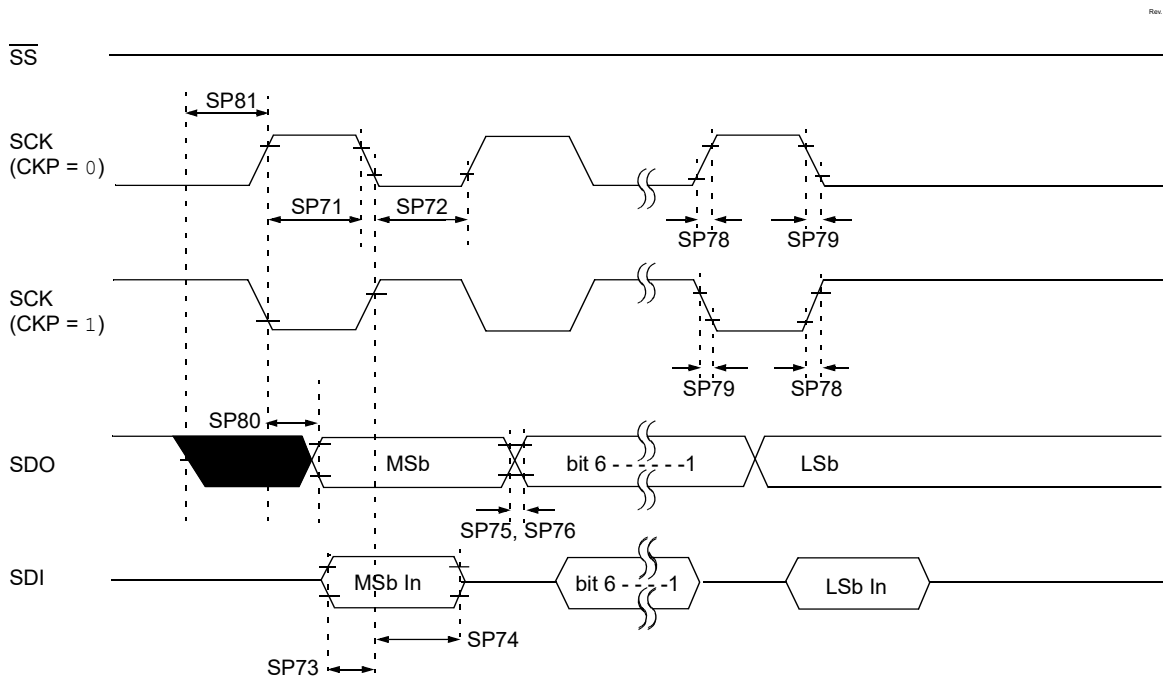 Rev.
SS
SP81
SCK
(CKP = 0)
SP71
SP72
SP78
SP79
SCK
(CKP = 1)
SP79
SP78
SP80
SDO
MSb
bit 6 - - - - - -1
LSb
SP75, SP76
SDI
MSb In
bit 6 - - - - -1
LSb In
SP74
SP73